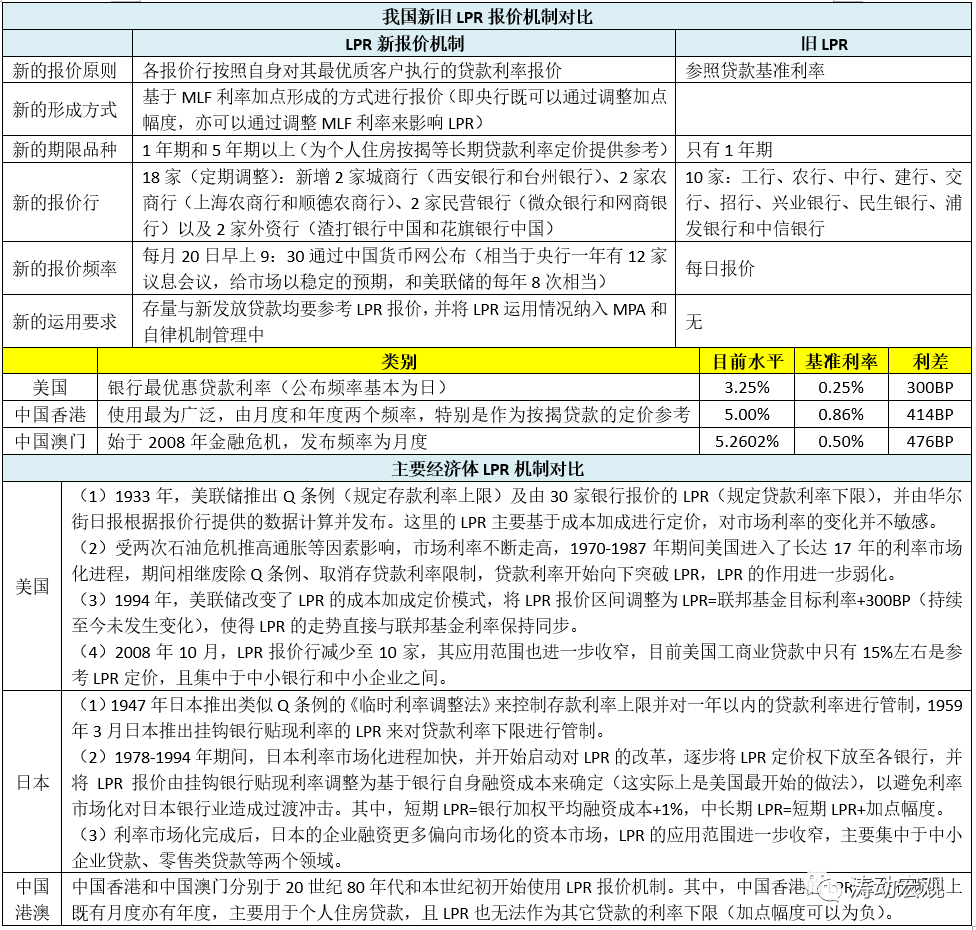 我国新旧 LPR 报价机制对比
LPR 新报价机制
旧 LPR
新的报价原则
各报价行按照自身对其最优质客户执行的贷款利率报价
参照贷款基准利率
新的形成方式
基于 MLF 利率加点形成的方式进行报价（即央行既可以通过调整加点
幅度，亦可以通过调整 MLF 利率来影响 LPR）
新的期限品种
1 年期和 5 年期以上（为个人住房按揭等长期贷款利率定价提供参考）
只有 1 年期
新的报价行
18 家（定期调整）：新增 2 家城商行（西安银行和台州银行）、2 家农
商行（上海农商行和顺德农商行）、2 家民营银行（微众银行和网商银
行）以及 2 家外资行（渣打银行中国和花旗银行中国）
10 家：工行、农行、中行、建行、交
行、招行、兴业银行、民生银行、浦
发银行和中信银行
新的报价频率
每月 20 日早上 9：30 通过中国货币网公布（相当于央行一年有 12 家
议息会议，给市场以稳定的预期，和美联储的每年 8 次相当）
每日报价
新的运用要求
存量与新发放贷款均要参考 LPR 报价，并将 LPR 运用情况纳入 MPA 和
自律机制管理中
无
类别
目前水平
基准利率
利差
美国
银行最优惠贷款利率（公布频率基本为日）
3.25%
0.25%
300BP
中国香港
使用最为广泛，由月度和年度两个频率，特别是作为按揭贷款的定价参考
5.00%
0.86%
414BP
中国澳门
始于 2008 年金融危机，发布频率为月度
5.2602%
0.50%
476BP
主要经济体 LPR 机制对比
美国
（1）1933 年，美联储推出 Q 条例（规定存款利率上限）及由 30 家银行报价的 LPR（规定贷款利率下限），并由华尔
街日报根据报价行提供的数据计算并发布。这里的 LPR 主要基于成本加成进行定价，对市场利率的变化并不敏感。
（2）受两次石油危机推高通胀等因素影响，市场利率不断走高，1970-1987 年期间美国进入了长达 17 年的利率市场
化进程，期间相继废除 Q 条例、取消存贷款利率限制，贷款利率开始向下突破 LPR，LPR 的作用进一步弱化。
（3）1994 年，美联储改变了 LPR 的成本加成定价模式，将 LPR 报价区间调整为 LPR=联邦基金目标利率+300BP（持续
至今未发生变化），使得 LPR 的走势直接与联邦基金利率保持同步。
（4）2008 年 10 月，LPR 报价行减少至 10 家，其应用范围也进一步收窄，目前美国工商业贷款中只有 15%左右是参
考 LPR 定价，且集中于中小银行和中小企业之间。
日本
（1）1947 年日本推出类似 Q 条例的《临时利率调整法》来控制存款利率上限并对一年以内的贷款利率进行管制，1959
年 3 月日本推出挂钩银行贴现利率的 LPR 来对贷款利率下限进行管制。
（2）1978-1994 年期间，日本利率市场化进程加快，并开始启动对 LPR 的改革，逐步将 LPR 定价权下放至各银行，并
将 LPR 报价由挂钩银行贴现利率调整为基于银行自身融资成本来确定（这实际上是美国最开始的做法），以避免利率
市场化对日本银行业造成过渡冲击。其中，短期 LPR=银行加权平均融资成本+1%，中长期 LPR=短期 LPR+加点幅度。
（3）利率市场化完成后，日本的企业融资更多偏向市场化的资本市场，LPR 的应用范围进一步收窄，主要集中于中小
企业贷款、零售类贷款等两个领域。
中国
港澳
中国香港和中国澳门分别于 20 世纪 80 年代和本世纪初开始使用 LPR 报价机制。其中，中国香港 上
既有月度亦有年度，主要用于个人住房贷款，且 LPR 也无法作为其它贷款的利率下限（加点幅度可以为负）。
涛动宏观